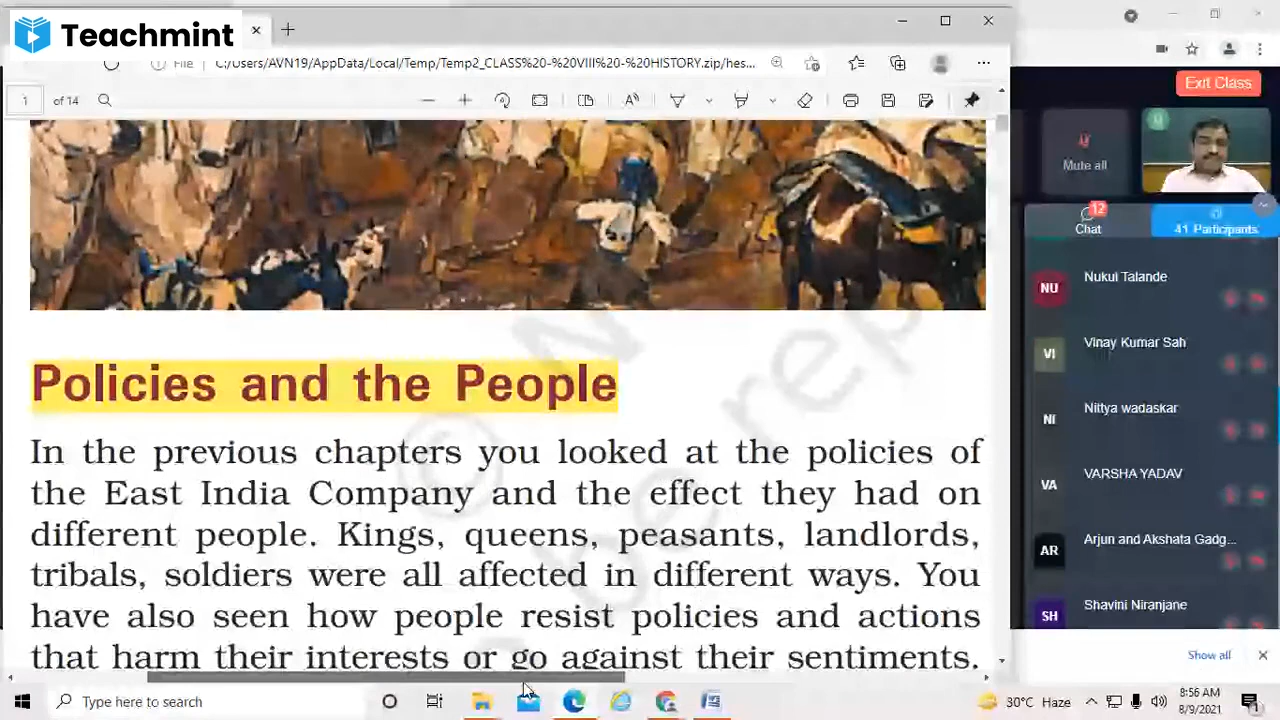 Teachmint
File C:/Users/AVN19/AppData/Local/Temp/Temp2_CLASS%20-%20VIII%20-%20HISTORY.zip/hes...
1 of 14
Exit Class
Mute all
12
Chat
41 Participants
Policies and the People
In the previous chapters you looked at the policies of
the East India Company and the effect they had on
different people. Kings, queens, peasants, landlords,
tribals, soldiers were all affected in different ways. You
have also seen how people resist policies and actions
that harm their interests or go against their sentiments.
NU Nukul Talande
VI Vinay Kumar Sah
NI Nittya wadaskar
VA VARSHA YADAV
AR Arjun and Akshata Gadg...
SH Shavini Niranjane
Show all
Type here to search
30°C Haze
8:56 AM
8/9/2021
1